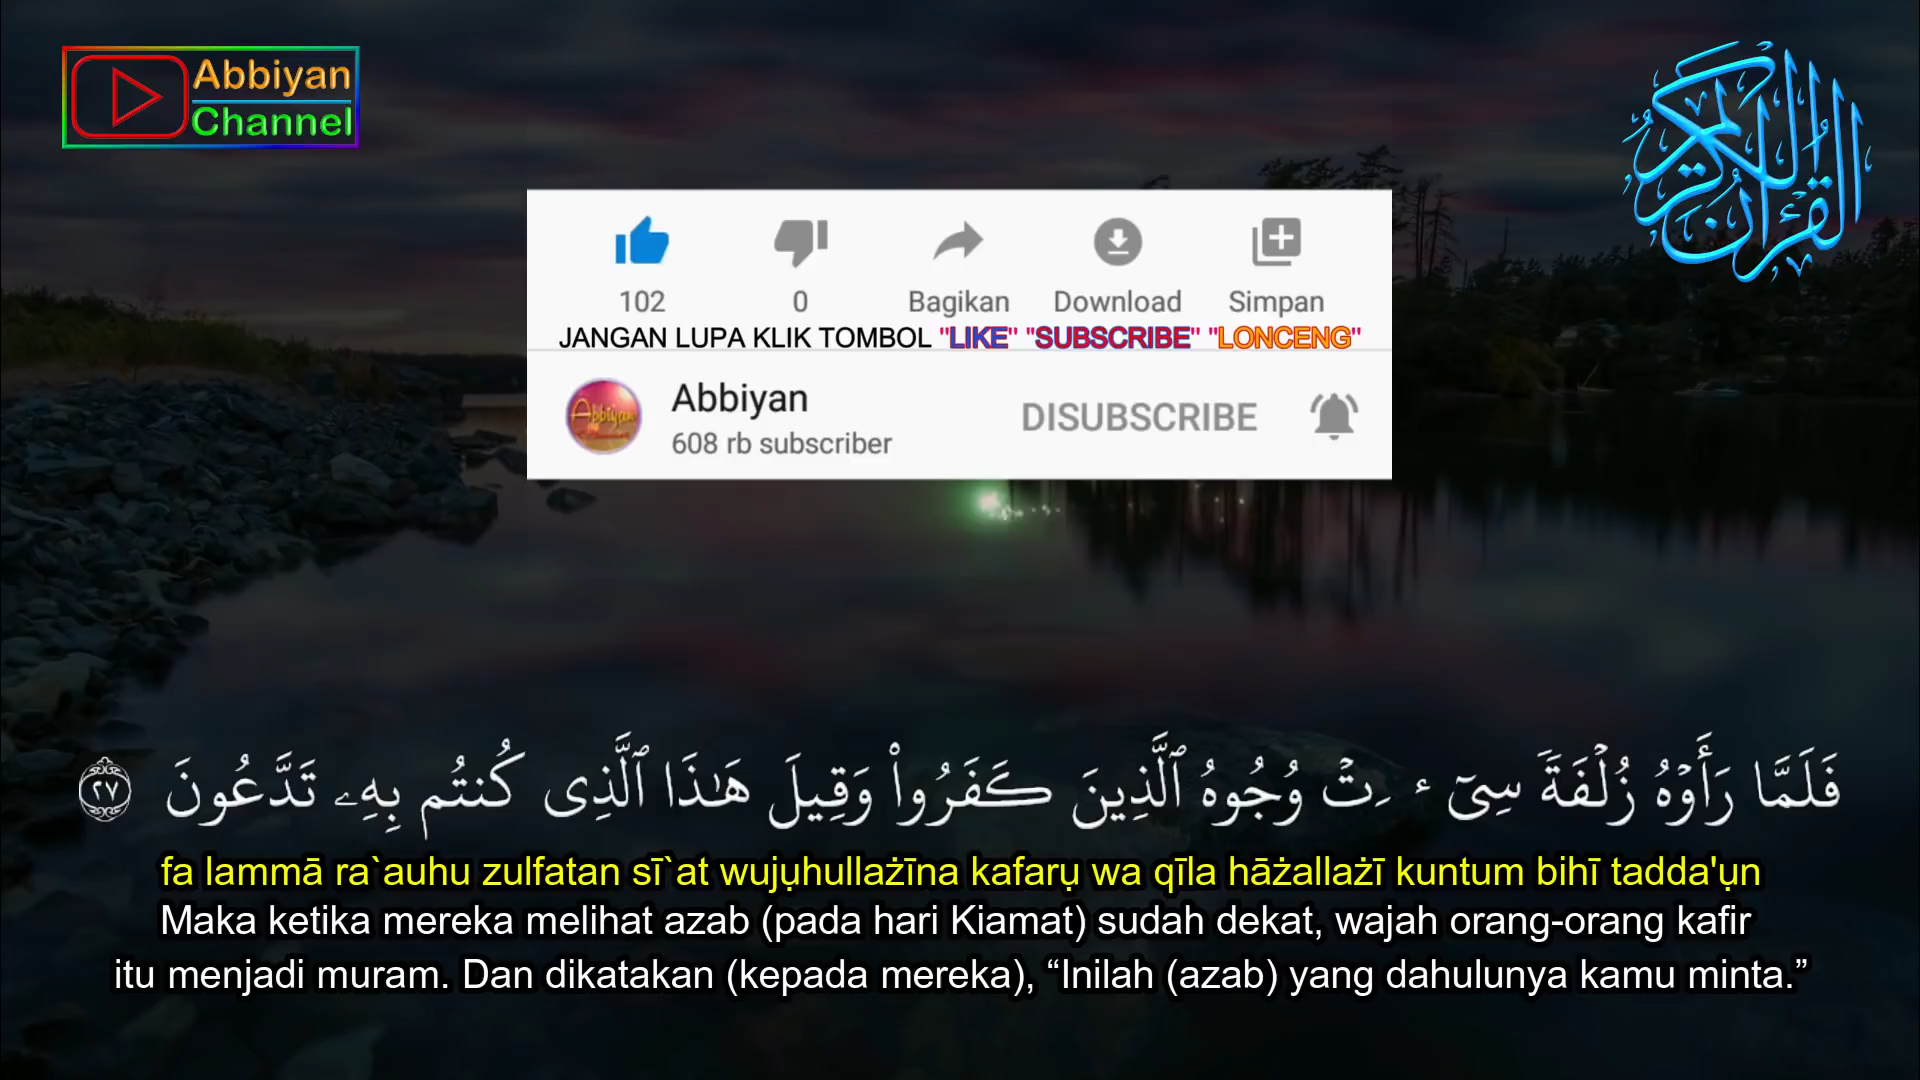 Abbiyan
Channel
القرآن الكريم
102
0
Bagikan
Download
Simpan
JANGAN LUPA KLIK TOMBOL "LIKE" "SUBSCRIBE" "LONCENG"
Abbiyan
Abbiyan
608 rb subscriber
DISUBSCRIBE
فَلَمَّا رَأَوْهُ زُلْفَةً سِىٓـَٔتْ وُجُوهُ ٱلَّذِينَ كَفَرُوا۟ وَقِيلَ هَـٰذَا ٱلَّذِى كُنتُم بِهِۦ تَدَّعُونَ ٢٧
fa lammā ra`auhu zulfatan sī`at wujụhullażīna kafarụ wa qīla hāżallażī kuntum bihī tadda'ụn
Maka ketika mereka melihat azab (pada hari Kiamat) sudah dekat, wajah orang-orang kafir
itu menjadi muram. Dan dikatakan (kepada mereka), “Inilah (azab) yang dahulunya kamu minta.”